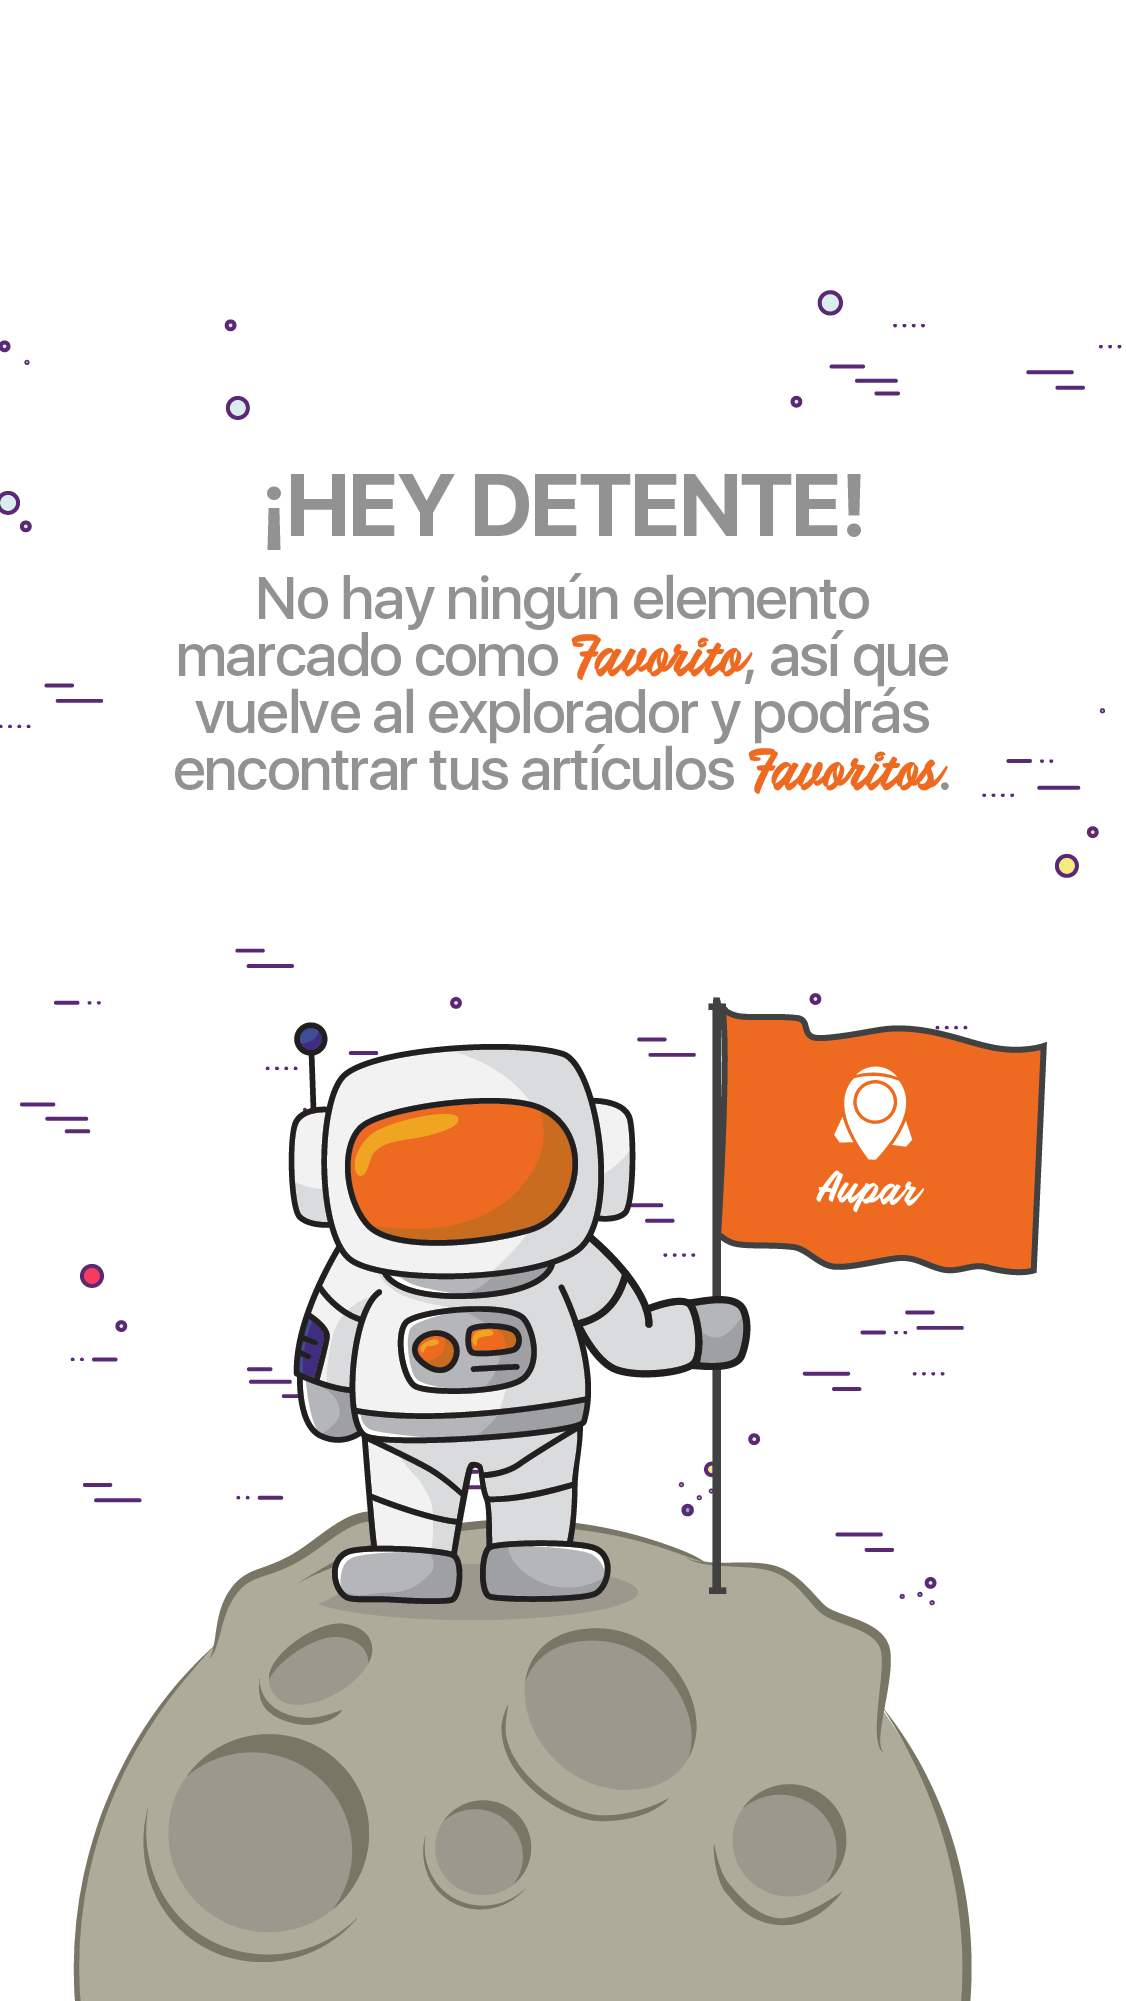 ¡HEY DETENTE!
No hay ningún elemento
marcado como Favorito, así que
vuelve al explorador y podrás
encontrar tus artículos Favoritos.
Aupar